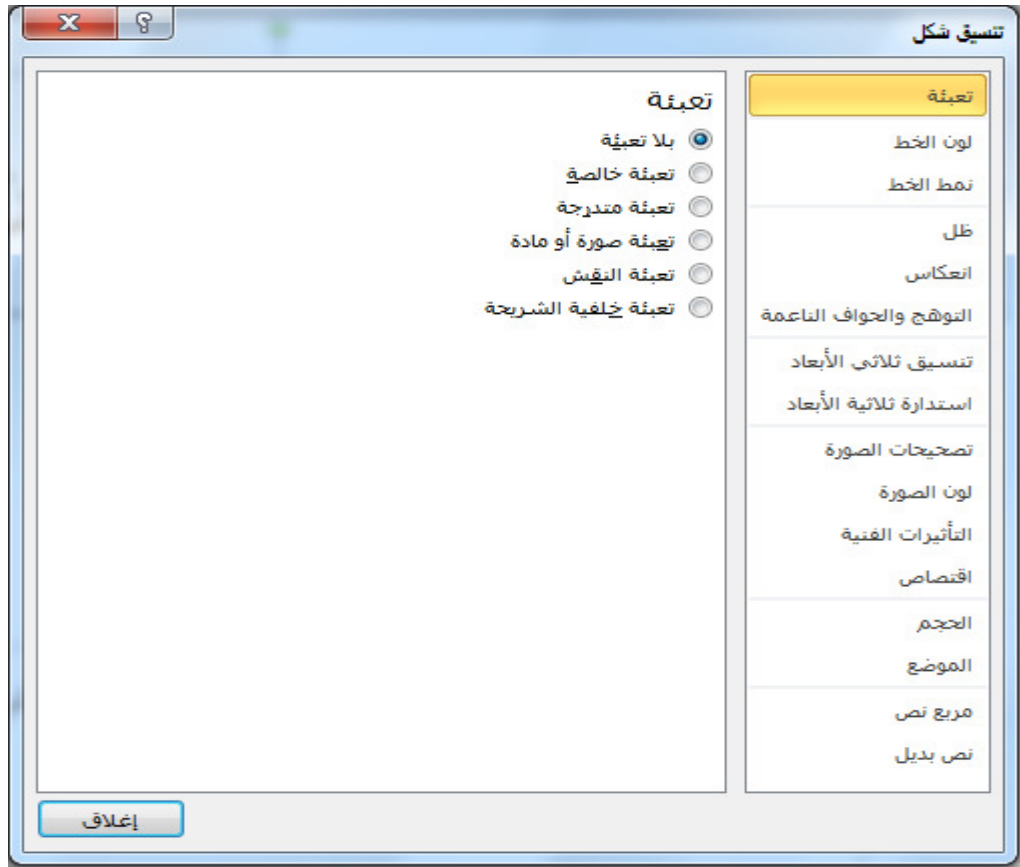 تنسيق شكل
تعبئة
لون الخط
نمط الخط
ظل
انعكاس
التوهج والحواف الناعمة
تنسيق ثلاثي الأبعاد
استدارة ثلاثية الأبعاد
تصحيحات الصورة
لون الصورة
التأثيرات الفنية
اقتصاص
الحجم
الموضع
مربع نص
نص بديل
تعبئة
بلا تعبئة
تعبئة خالصة
تعبئة متدرجة
تعبئة صورة أو مادة
تعبئة النقش
تعبئة خلفية الشريحة
إغلاق